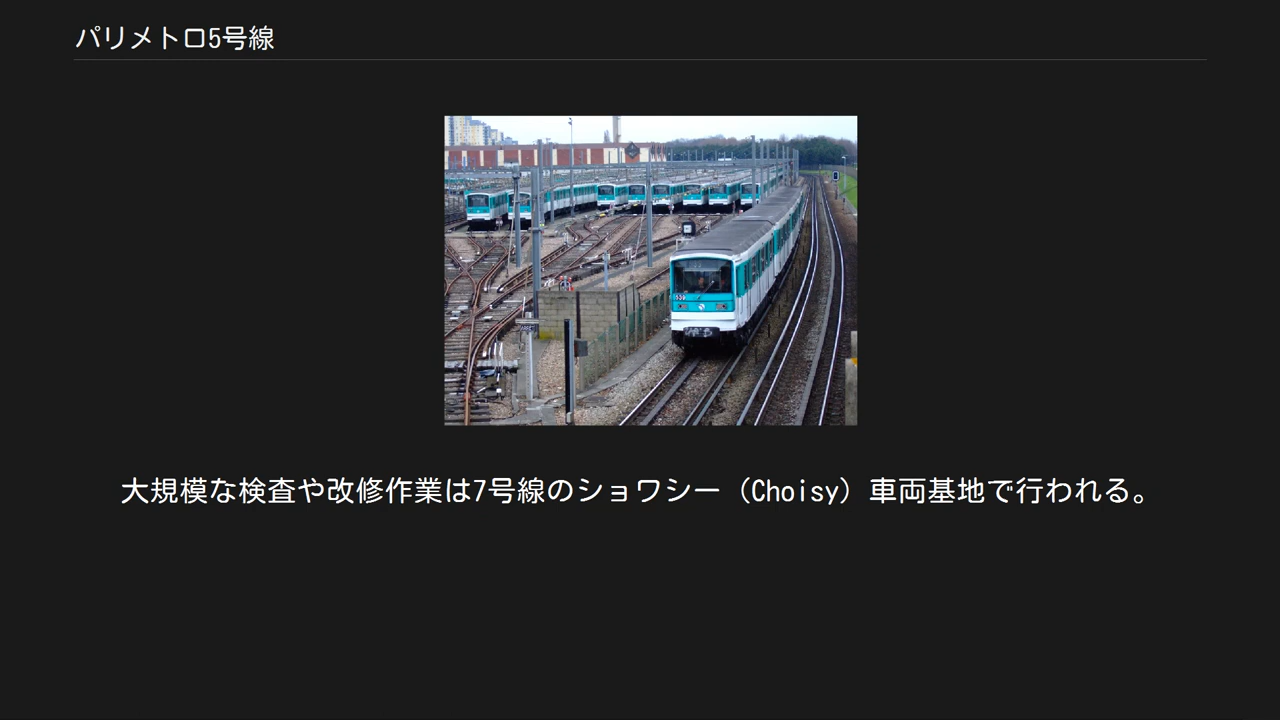 パリメトロ5号線
大規模な検査や改修作業は7号線のショワシー（Choisy）車両基地で行われる。